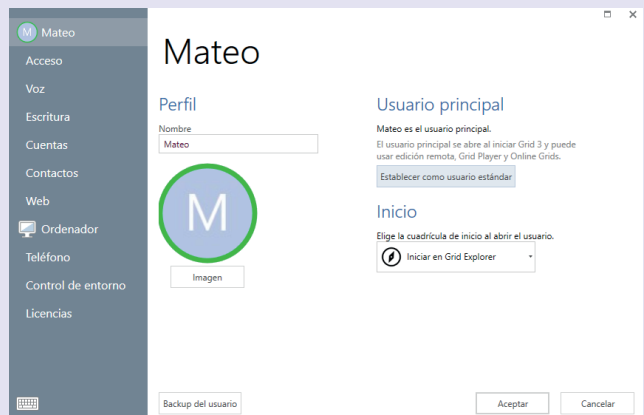 M Mateo
Acceso
Voz
Escritura
Cuentas
Contactos
Web
Ordenador
Teléfono
Control de entorno
Licencias
Mateo
Perfil
Nombre
Mateo
M
Imagen
Backup del usuario
Usuario principal
Mateo es el usuario principal.
El usuario principal se abre al iniciar Grid 3 y puede
usar edición remota, Grid Player y Online Grids.
Establecer como usuario estándar
Inicio
Elige la cuadrícula de inicio al abrir el usuario.
Iniciar en Grid Explorer
Aceptar
Cancelar